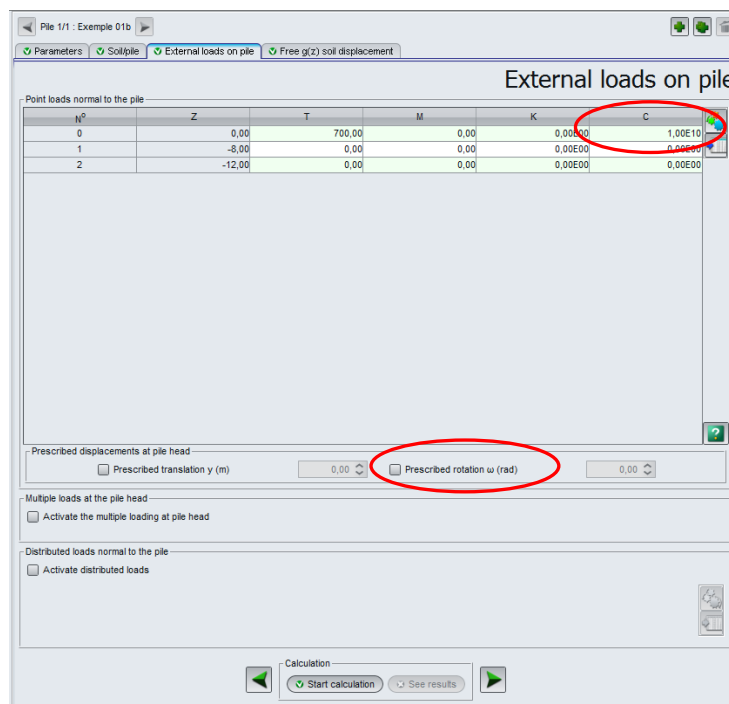 Pile 1/1 : Exemple 01b
Parameters Soil/pile External loads on pile Free g(z) soil displacement
External loads on pile
Point loads normal to the pile
N° Z T M K C
0 0,00 700,00 0,00 0,00E00 1,00E10
1 -8,00 0,00 0,00 0,00E00 0,00E00
2 -12,00 0,00 0,00 0,00E00 0,00E00
?
Prescribed displacements at pile head
Prescribed translation y (m) 0,00 Prescribed rotation ω (rad) 0,00
Multiple loads at the pile head
Activate the multiple loading at pile head
Distributed loads normal to the pile
Activate distributed loads
Calculation
Start calculation See results